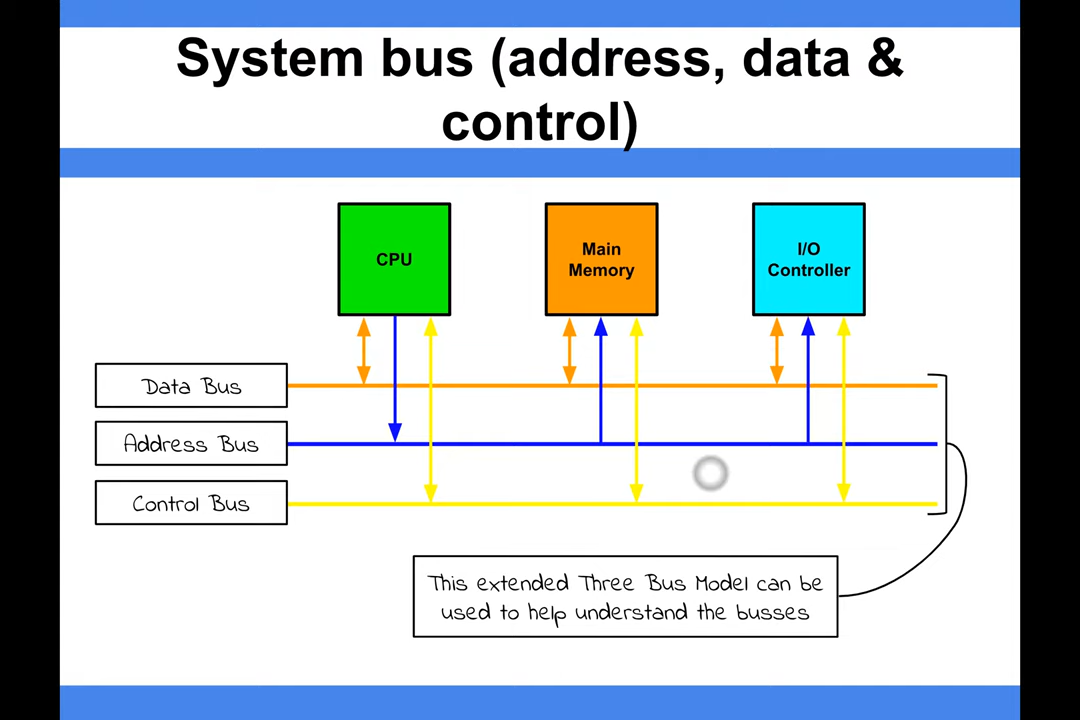 System bus (address, data &
control)
CPU
Main
Memory
I/O
Controller
Data Bus
Address Bus
Control Bus
This extended Three Bus Model can be
used to help understand the busses